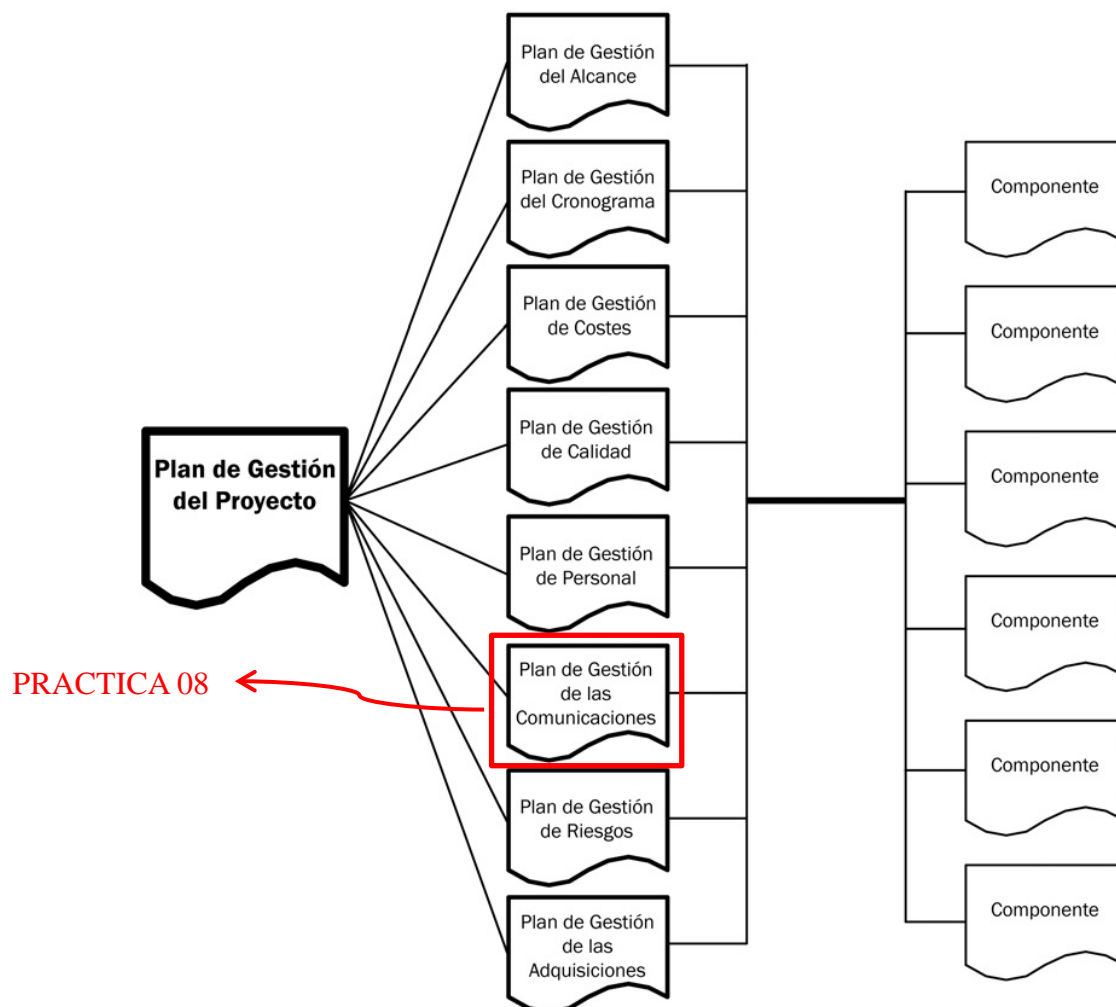 Plan de Gestión
del Alcance
Plan de Gestión
del Cronograma
Plan de Gestión
de Costes
Plan de Gestión
de Calidad
Plan de Gestión
del Proyecto
Plan de Gestión
de Personal
PRACTICA 08
Plan de Gestión
de las
Comunicaciones
Plan de Gestión
de Riesgos
Plan de Gestión
de las
Adquisiciones
Componente
Componente
Componente
Componente
Componente
Componente